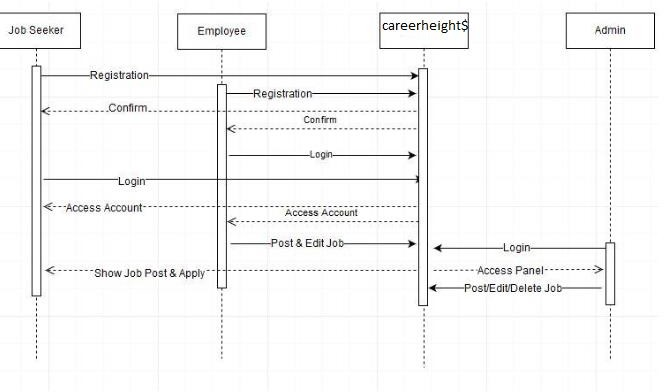 Job Seeker
Employee
careerheight$
Admin
Registration
Registration
Confirm
Confirm
Login
Login
Access Account
Access Account
Post & Edit Job
Login
Show Job Post & Apply
Access Panel
Post/Edit/Delete Job